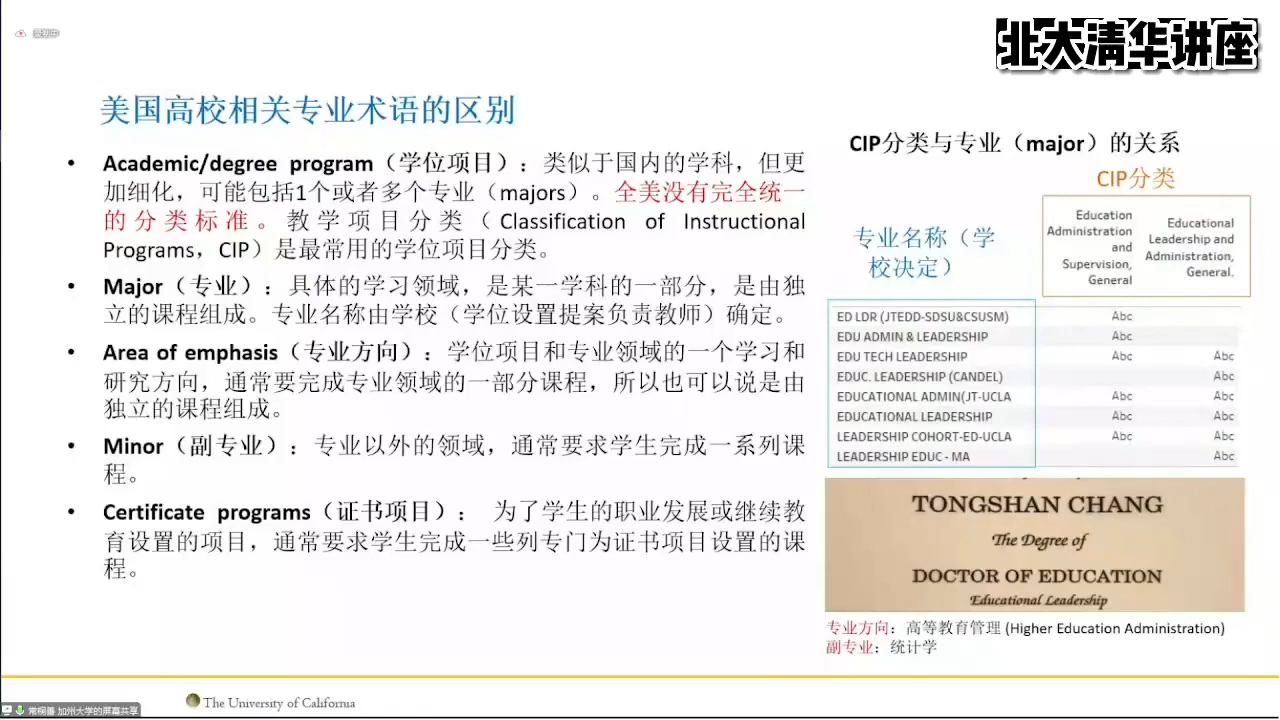 录制中
北大清华讲座
美国高校相关专业术语的区别
• Academic/degree program（学位项目）：类似于国内的学科，但更
加细化，可能包括1个或者多个专业（majors）。全美没有完全统一
的分类标准。教学项目分类（Classification of Instructional
Programs，CIP）是最常用的学位项目分类。
• Major（专业）：具体的学习领域，是某一学科的一部分，是由独
立的课程组成。专业名称由学校（学位设置提案负责教师）确定。
• Area of emphasis（专业方向）：学位项目和专业领域的一个学习和
研究方向，通常要完成专业领域的一部分课程，所以也可以说是由
独立的课程组成。
• Minor（副专业）：专业以外的领域，通常要求学生完成一系列课
程。
• Certificate programs（证书项目）： 为了学生的职业发展或继续教
育设置的项目，通常要求学生完成一些列专门为证书项目设置的课
程。
CIP分类与专业（major）的关系
CIP分类
专业名称（学
校决定）
Education
Administration
and
Supervision,
General
Educational
Leadership and
Administration,
General.
ED LDR (JTEDD-SDSU&CSUSM) Abc
EDU ADMIN & LEADERSHIP Abc
EDU TECH LEADERSHIP Abc Abc
EDUC. LEADERSHIP (CANDEL) Abc
EDUCATIONAL ADMIN(JT-UCLA Abc Abc
EDUCATIONAL LEADERSHIP Abc Abc
LEADERSHIP COHORT-ED-UCLA Abc Abc
LEADERSHIP EDUC - MA Abc
TONGSHAN CHANG
The Degree of
DOCTOR OF EDUCATION
Educational Leadership
专业方向：高等教育管理 (Higher Education Administration)
副专业：统计学
The University of California
常桐善 加州大学的屏幕共享